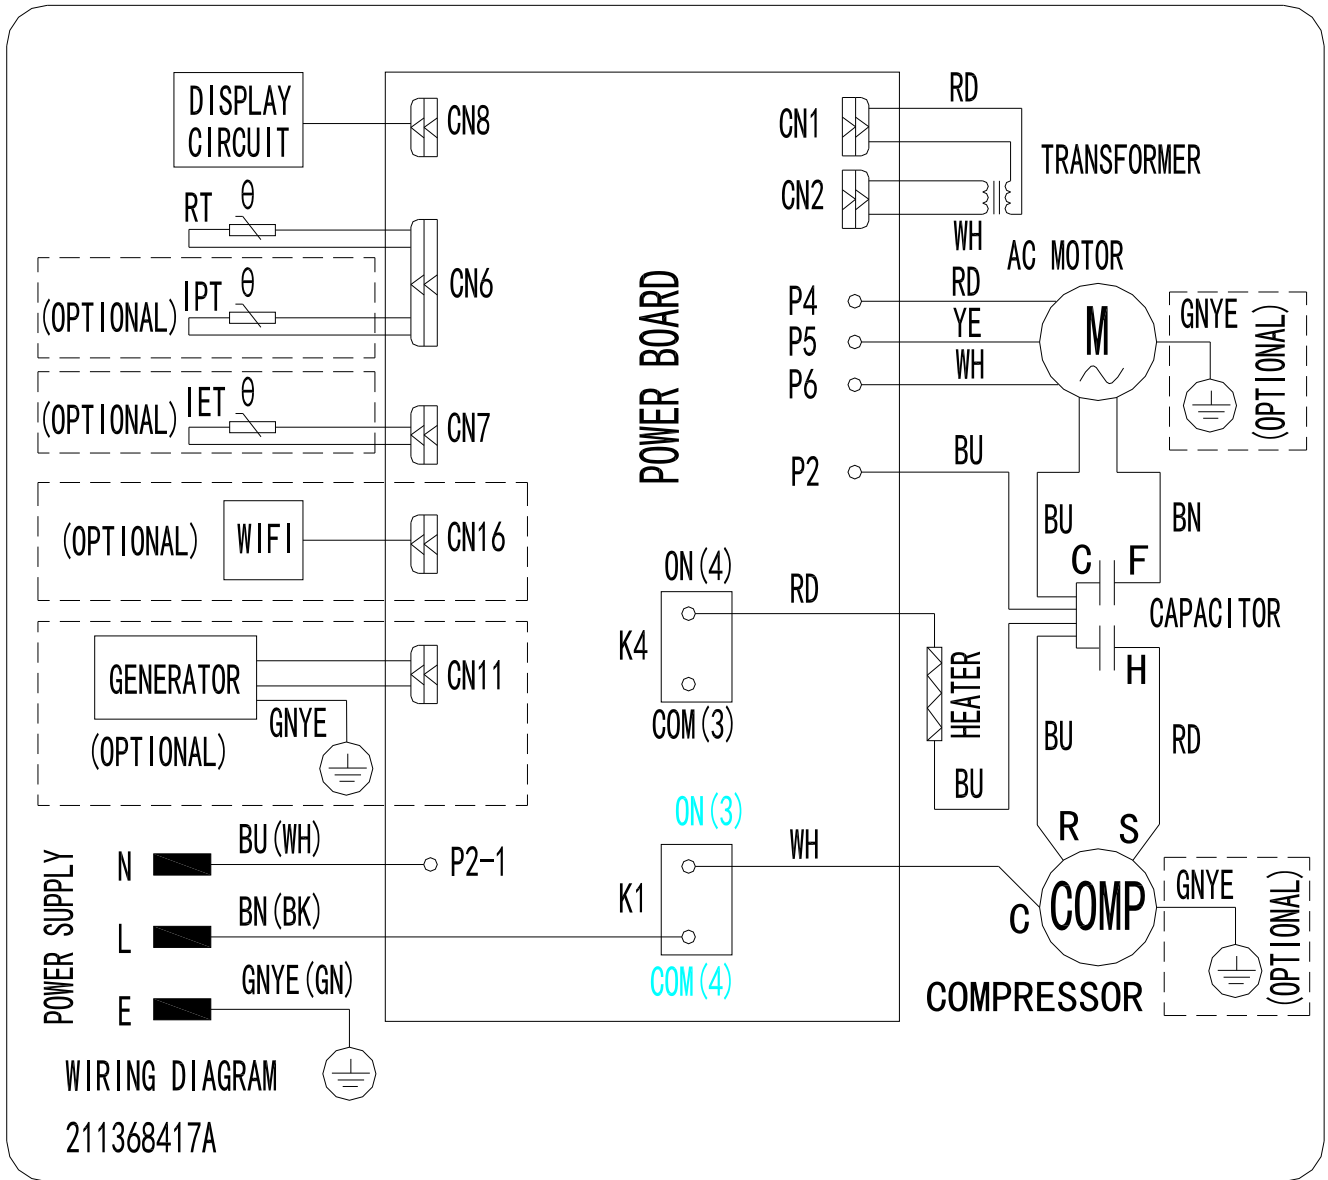 DISPLAY
CIRCUIT
CN8
CN1
RD
TRANSFORMER
RT
θ
CN2
WH
CN6
(OPTIONAL)
IPT
θ
POWER BOARD
AC MOTOR
P4
RD
P5
YE
P6
WH
M
GNYE
(OPTIONAL)
(OPTIONAL)
IET
θ
CN7
P2
BU
BU
BN
(OPTIONAL)
WIFI
CN16
C
F
CAPACITOR
H
ON(4)
K4
COM(3)
RD
HEATER
BU
GENERATOR
CN11
GNYE
(OPTIONAL)
BU
RD
ON(3)
K1
COM(4)
WH
R
S
C
COMP
COMPRESSOR
GNYE
(OPTIONAL)
POWER SUPPLY
N
BU(WH)
P2-1
L
BN(BK)
E
GNYE(GN)
WIRING DIAGRAM
211368417A